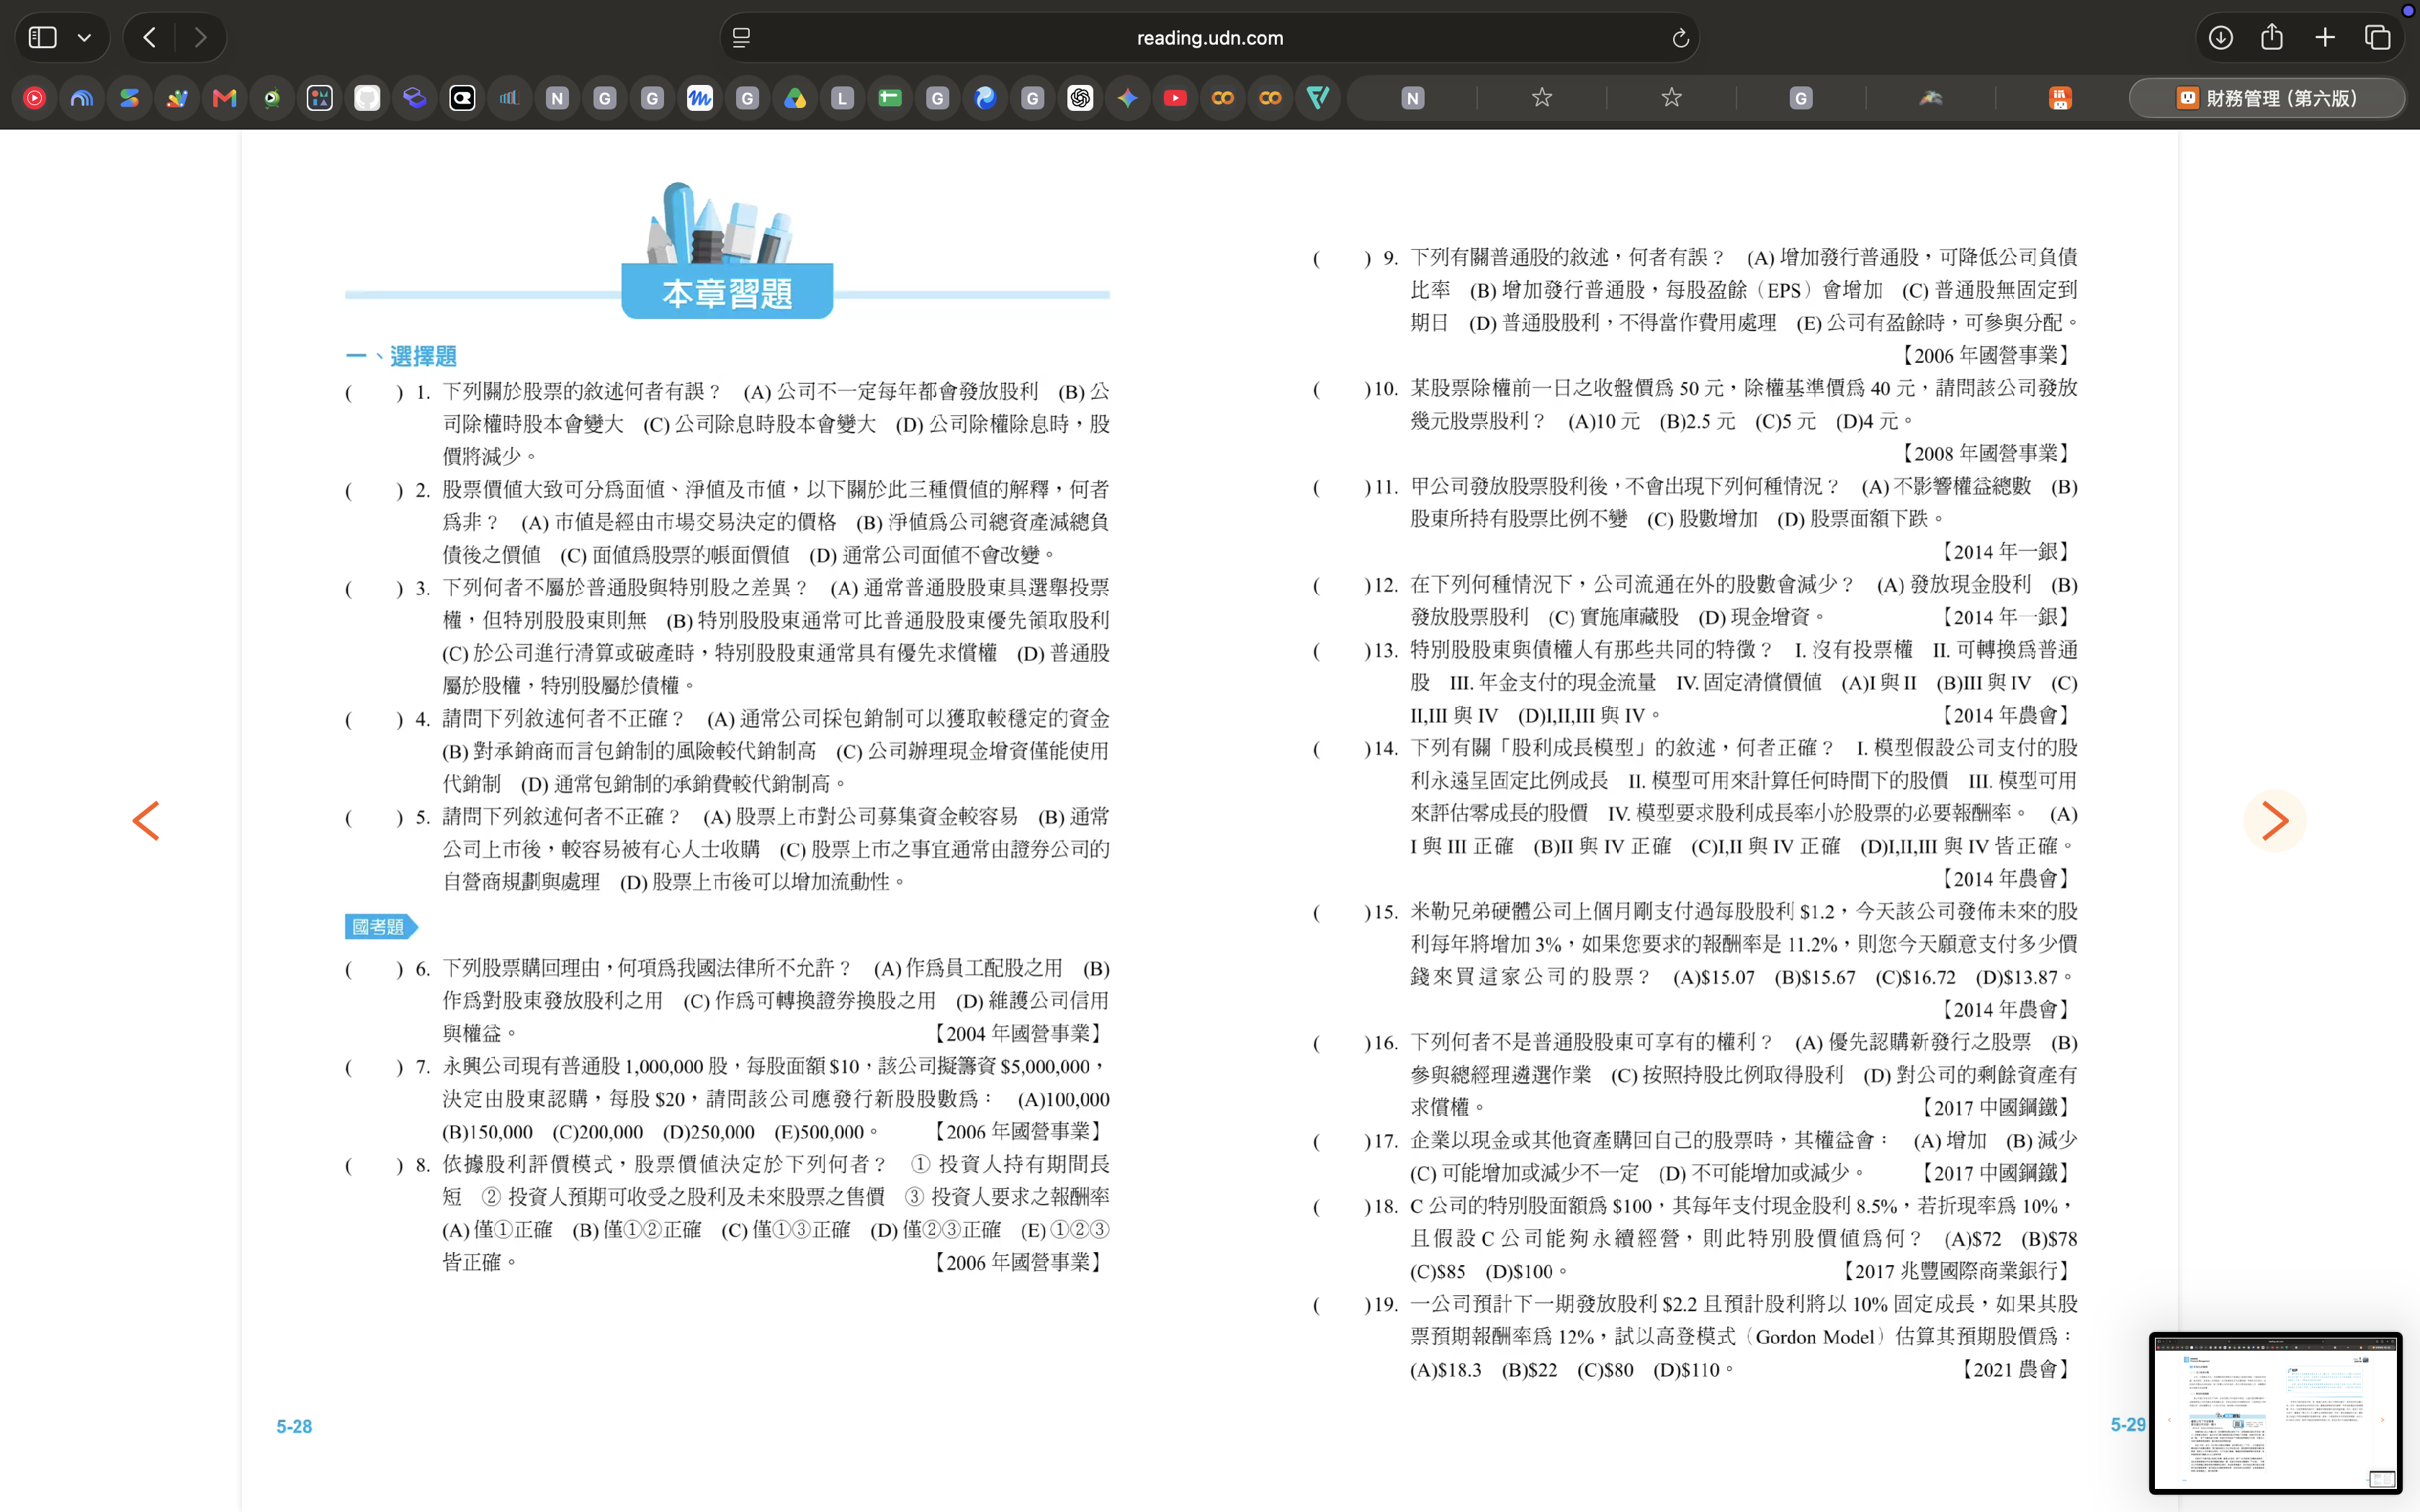 reading.udn.com
財務管理 (第六版)
本章習題
一、選擇題
( ) 1. 下列關於股票的敘述何者有誤？ (A) 公司不一定每年都會發放股利 (B) 公
司除權時股本會變大 (C) 公司除息時股本會變大 (D) 公司除權除息時，股
價將減少。
( ) 2. 股票價值大致可分為面值、淨值及市值，以下關於此三種價值的解釋，何者
為非？ (A) 市值是經由市場交易決定的價格 (B) 淨值為公司總資產減總負
債後之價值 (C) 面值為股票的帳面價值 (D) 通常公司面值不會改變。
( ) 3. 下列何者不屬於普通股與特別股之差異？ (A) 通常普通股股東具選舉投票
權，但特別股股東則無 (B) 特別股股東通常可比普通股股東優先領取股利
(C) 於公司進行清算或破產時，特別股股東通常具有優先求償權 (D) 普通股
屬於股權，特別股屬於債權。
( ) 4. 請問下列敘述何者不正確？ (A) 通常公司採包銷制可以獲取較穩定的資金
(B) 對承銷商而言包銷制的風險較代銷制高 (C) 公司辦理現金增資僅能使用
代銷制 (D) 通常包銷制的承銷費較代銷制高。
( ) 5. 請問下列敘述何者不正確？ (A) 股票上市對公司募集資金較容易 (B) 通常
公司上市後，較容易被有心人士收購 (C) 股票上市之事宜通常由證券公司的
自營商規劃與處理 (D) 股票上市後可以增加流動性。
國考題
( ) 6. 下列股票購回理由，何項為我國法律所不允許？ (A) 作為員工配股之用 (B)
作為對股東發放股利之用 (C) 作為可轉換證券換股之用 (D) 維護公司信用
與權益。 【2004 年國營事業】
( ) 7. 永興公司現有普通股 1,000,000 股，每股面額 $10，該公司擬籌資 $5,000,000，
決定由股東認購，每股 $20，請問該公司應發行新股股數為： (A)100,000
(B)150,000 (C)200,000 (D)250,000 (E)500,000。 【2006 年國營事業】
( ) 8. 依據股利評價模式，股票價值決定於下列何者？ ① 投資人持有期間長
短 ② 投資人預期可收受之股利及未來股票之售價 ③ 投資人要求之報酬率
(A) 僅①正確 (B) 僅①②正確 (C) 僅①③正確 (D) 僅②③正確 (E) ①②③
皆正確。 【2006 年國營事業】
5-28
( ) 9. 下列有關普通股的敘述，何者有誤？ (A) 增加發行普通股，可降低公司負債
比率 (B) 增加發行普通股，每股盈餘（EPS）會增加 (C) 普通股無固定到
期日 (D) 普通股股利，不得當作費用處理 (E) 公司有盈餘時，可參與分配。
【2006 年國營事業】
( )10. 某股票除權前一日之收盤價為 50 元，除權基準價為 40 元，請問該公司發放
幾元股票股利？ (A)10 元 (B)2.5 元 (C)5 元 (D)4 元。
【2008 年國營事業】
( )11. 甲公司發放股票股利後，不會出現下列何種情況？ (A) 不影響權益總數 (B)
股東所持有股票比例不變 (C) 股數增加 (D) 股票面額下跌。
【2014 年一銀】
( )12. 在下列何種情況下，公司流通在外的股數會減少？ (A) 發放現金股利 (B)
發放股票股利 (C) 實施庫藏股 (D) 現金增資。 【2014 年一銀】
( )13. 特別股股東與債權人有那些共同的特徵？ I. 沒有投票權 II. 可轉換為普通
股 III. 年金支付的現金流量 IV. 固定清償價值 (A)I 與 II (B)III 與 IV (C)
II,III 與 IV (D)I,II,III 與 IV。 【2014 年農會】
( )14. 下列有關「股利成長模型」的敘述，何者正確？ I. 模型假設公司支付的股
利永遠呈固定比例成長 II. 模型可用來計算任何時間下的股價 III. 模型可用
來評估零成長的股價 IV. 模型要求股利成長率小於股票的必要報酬率。 (A)
I 與 III 正確 (B)II 與 IV 正確 (C)I,II 與 IV 正確 (D)I,II,III 與 IV 皆正確。
【2014 年農會】
( )15. 米勒兄弟硬體公司上個月剛支付過每股股利 $1.2，今天該公司發佈未來的股
利每年將增加 3%，如果您要求的報酬率是 11.2%，則您今天願意支付多少價
錢來買這家公司的股票？ (A)$15.07 (B)$15.67 (C)$16.72 (D)$13.87。
【2014 年農會】
( )16. 下列何者不是普通股股東可享有的權利？ (A) 優先認購新發行之股票 (B)
參與總經理遴選作業 (C) 按照持股比例取得股利 (D) 對公司的剩餘資產有
求償權。 【2017 中國鋼鐵】
( )17. 企業以現金或其他資產購回自己的股票時，其權益會： (A) 增加 (B) 減少
(C) 可能增加或減少不一定 (D) 不可能增加或減少。 【2017 中國鋼鐵】
( )18. C 公司的特別股面額為 $100，其每年支付現金股利 8.5%，若折現率為 10%，
且假設 C 公司能夠永續經營，則此特別股價值為何？ (A)$72 (B)$78
(C)$85 (D)$100。 【2017 兆豐國際商業銀行】
( )19. 一公司預計下一期發放股利 $2.2 且預計股利將以 10% 固定成長，如果其股
票預期報酬率為 12%，試以高登模式（Gordon Model）估算其預期股價為：
(A)$18.3 (B)$22 (C)$80 (D)$110。 【2021 農會】
5-29